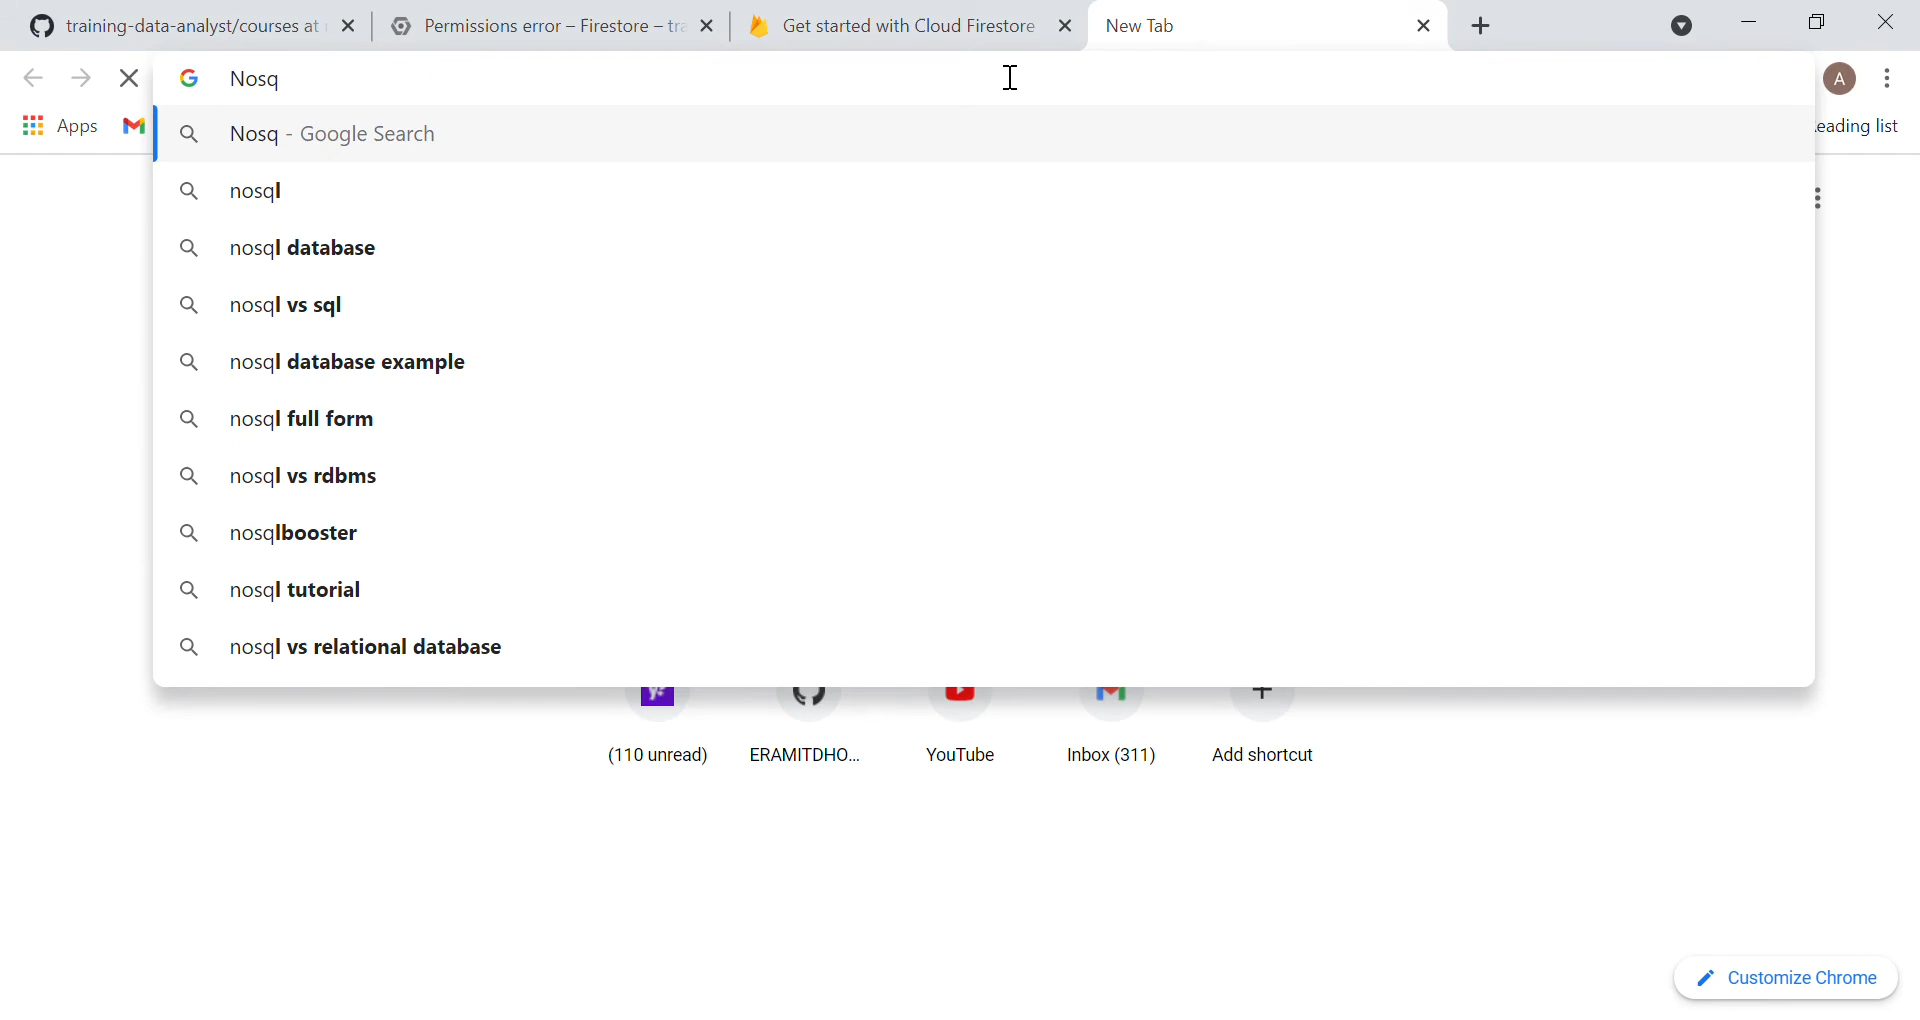 training-data-analyst/courses at
Permissions error – Firestore – tra
Get started with Cloud Firestore
New Tab
Nosq
A
Apps
Nosq - Google Search
eading list
nosql
nosql database
nosql vs sql
nosql database example
nosql full form
nosql vs rdbms
nosqlbooster
nosql tutorial
nosql vs relational database
(110 unread)
ERAMITDHO...
YouTube
Inbox (311)
Add shortcut
Customize Chrome